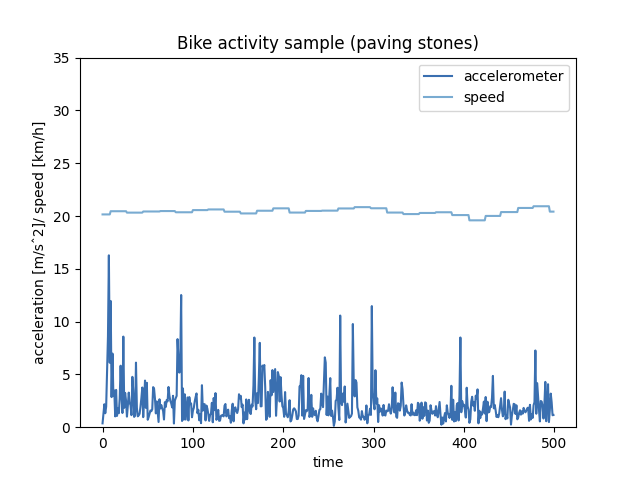 Bike activity sample (paving stones)
accelerometer
speed
acceleration [m/s^2]/ speed [km/h]
35
30
25
20
15
10
5
0
0 100 200 300 400 500
time